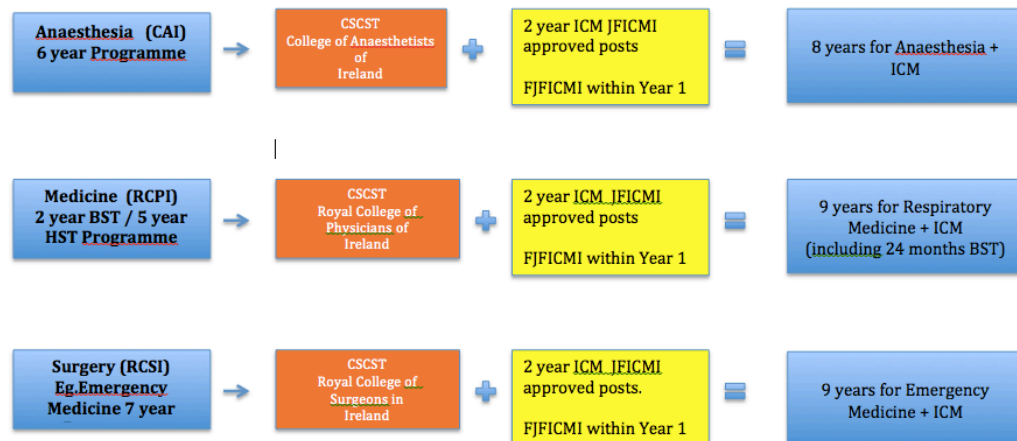 Anaesthesia (CAI)
6 year Programme
CSCST
College of Anaesthetists
of
Ireland
2 year ICM JFICMI
approved posts
FJFICMI within Year 1
8 years for Anaesthesia +
ICM
Medicine (RCPI)
2 year BST / 5 year
HST Programme
CSCST
Royal College of
Physicians of
Ireland
2 year ICM JFICMI
approved posts
FJFICMI within Year 1
9 years for Respiratory
Medicine + ICM
(including 24 months BST)
Surgery (RCSI)
Eg.Emergency
Medicine 7 year
CSCST
Royal College of
Surgeons in
Ireland
2 year ICM JFICMI
approved posts.
FJFICMI within Year 1
9 years for Emergency
Medicine + ICM